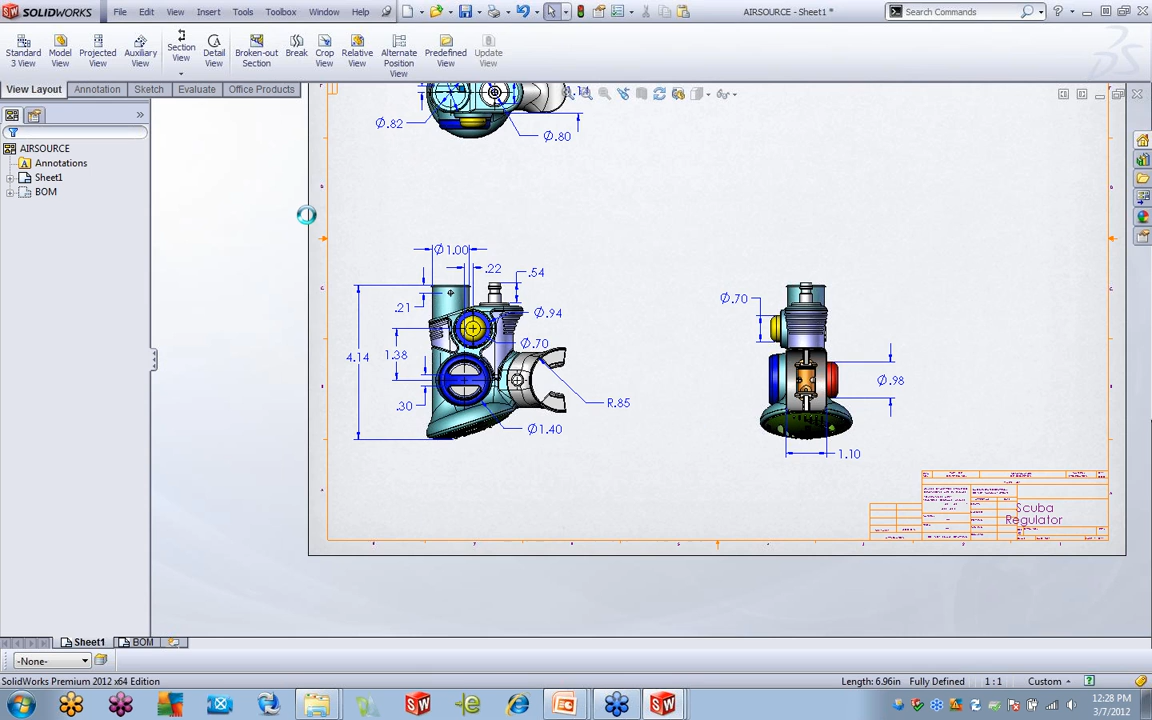 SOLIDWORKS File Edit View Insert Tools Toolbox Window Help AIRSOURCE - Sheet1 * Search Commands
Standard 3 View
Model View
Projected View
Auxiliary View
Section View
Detail View
Broken-out Section
Break
Crop View
Relative View
Alternate Position View
Predefined View
Update View
View Layout Annotation Sketch Evaluate Office Products
AIRSOURCE
Annotations
Sheet1
BOM
Ø.82
Ø.80
Ø1.00
.22
.54
.21
Ø.94
Ø.70
4.14
1.38
.30
R.85
Ø1.40
Ø.70
Ø.98
1.10
Scuba
Regulator
Sheet1 BOM
-None-
SolidWorks Premium 2012 x64 Edition Length: 6.96in Fully Defined 1 : 1 Custom
12:28 PM
3/7/2012